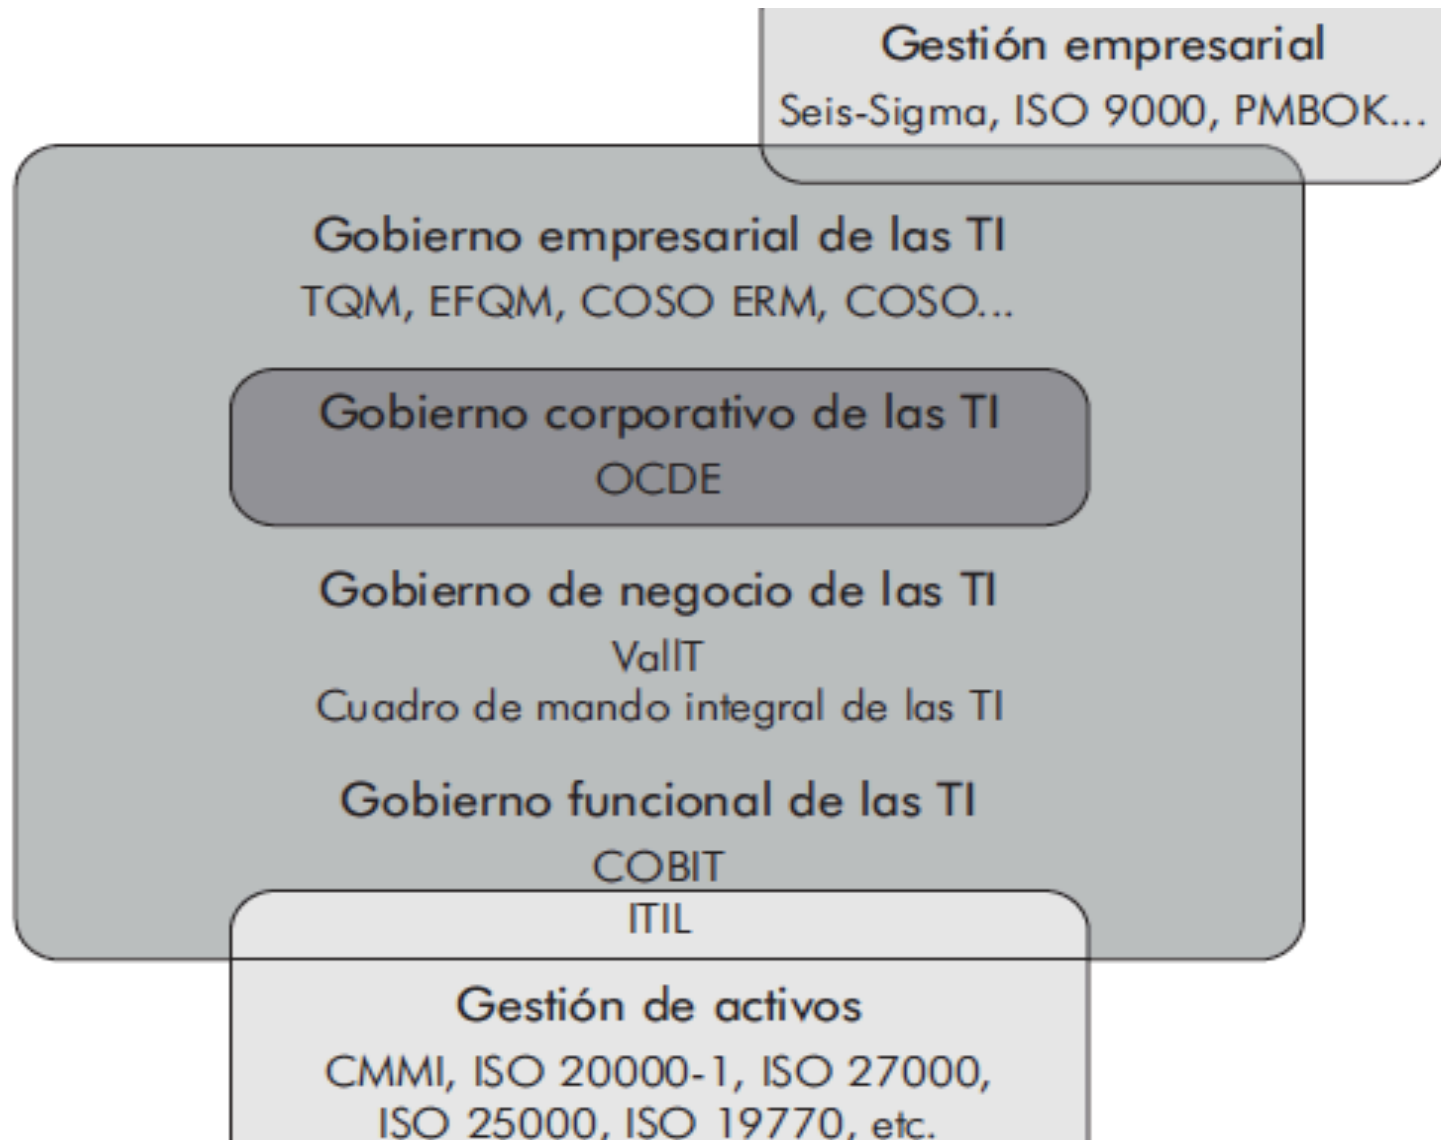 Gestión empresarial
Seis-Sigma, ISO 9000, PMBOK...
Gobierno empresarial de las TI
TQM, EFQM, COSO ERM, COSO...
Gobierno corporativo de las TI
OCDE
Gobierno de negocio de las TI
ValIT
Cuadro de mando integral de las TI
Gobierno funcional de las TI
COBIT
ITIL
Gestión de activos
CMMI, ISO 20000-1, ISO 27000,
ISO 25000, ISO 19770, etc.